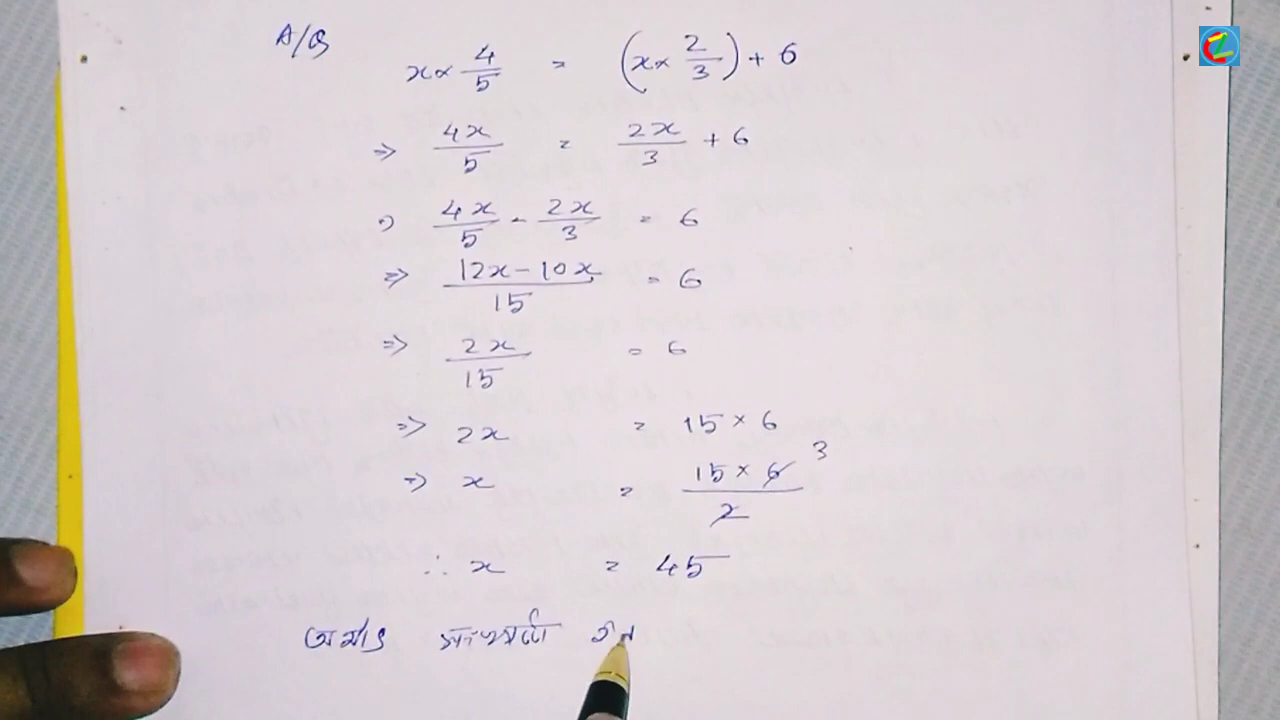 A/Q
x × 4/5 = (x × 2/3) + 6
⇒ 4x/5 = 2x/3 + 6
⇒ 4x/5 - 2x/3 = 6
⇒ (12x - 10x)/15 = 6
⇒ 2x/15 = 6
⇒ 2x = 15 × 6
⇒ x = (15 × 6)/2 3
∴ x = 45
অর্থাৎ সংখ্যাটো